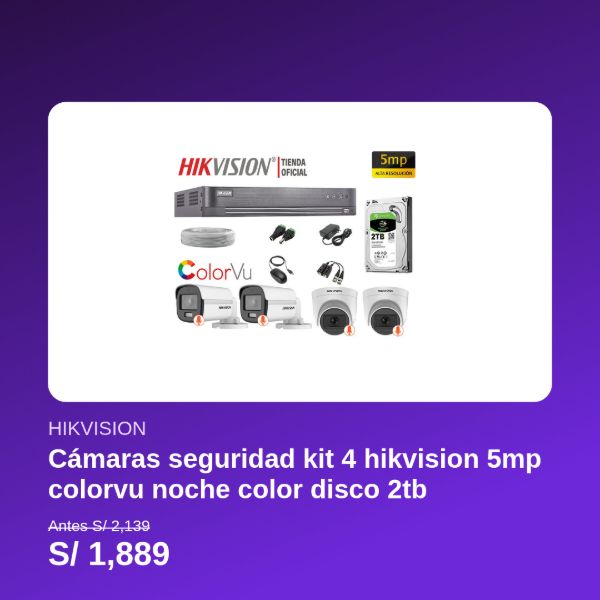 HIKVISION® TIENDA
OFICIAL
5mp
ALTA RESOLUCIÓN
2TB
ColorVu
HIKVISION
Cámaras seguridad kit 4 hikvision 5mp
colorvu noche color disco 2tb
Antes S/ 2,139
S/ 1,889